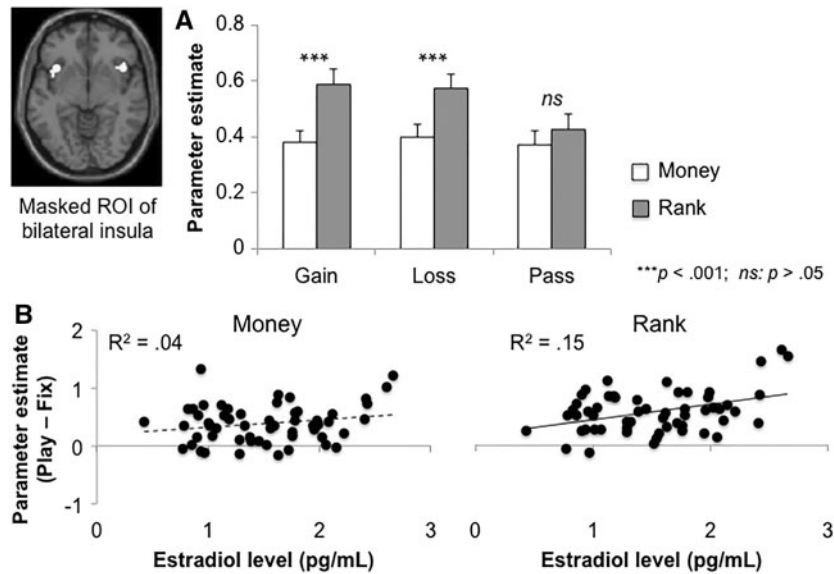 A
0.8
***
***
0.6
ns
0.4
0.2
0
Parameter estimate
Gain Loss Pass
Money
Rank
***p < .001; ns: p > .05
Masked ROI of
bilateral insula
B
Money
R² = .04
2
1
0
-1
Parameter estimate
(Play – Fix)
0 1 2 3
Estradiol level (pg/mL)
Rank
R² = .15
0 1 2 3
Estradiol level (pg/mL)